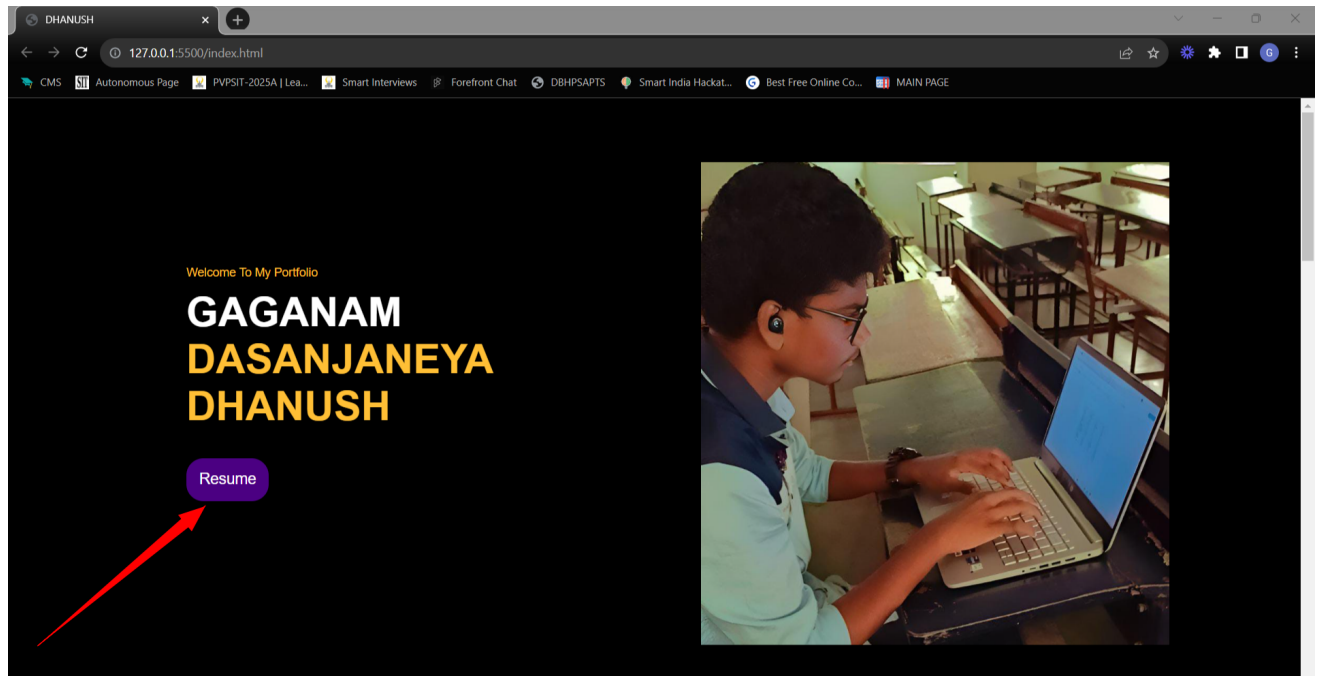 DHANUSH
127.0.0.1:5500/index.html
G
CMS
Autonomous Page
PVPSIT-2025A | Lea...
Smart Interviews
Forefront Chat
DBHPSAPTS
Smart India Hackat...
Best Free Online Co...
MAIN PAGE
Welcome To My Portfolio
GAGANAM
DASANJANEYA
DHANUSH
Resume